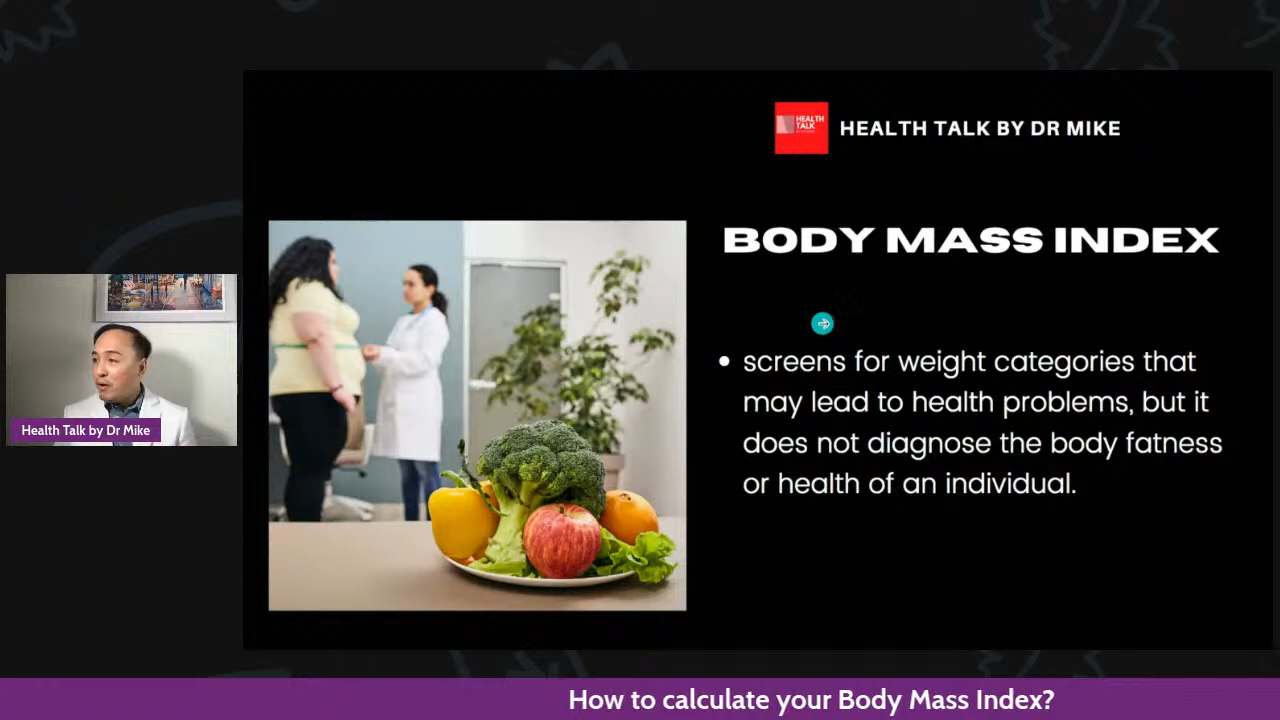 HEALTH
TALK
HEALTH TALK BY DR MIKE
BODY MASS INDEX
screens for weight categories that
may lead to health problems, but it
does not diagnose the body fatness
or health of an individual.
Health Talk by Dr Mike
How to calculate your Body Mass Index?